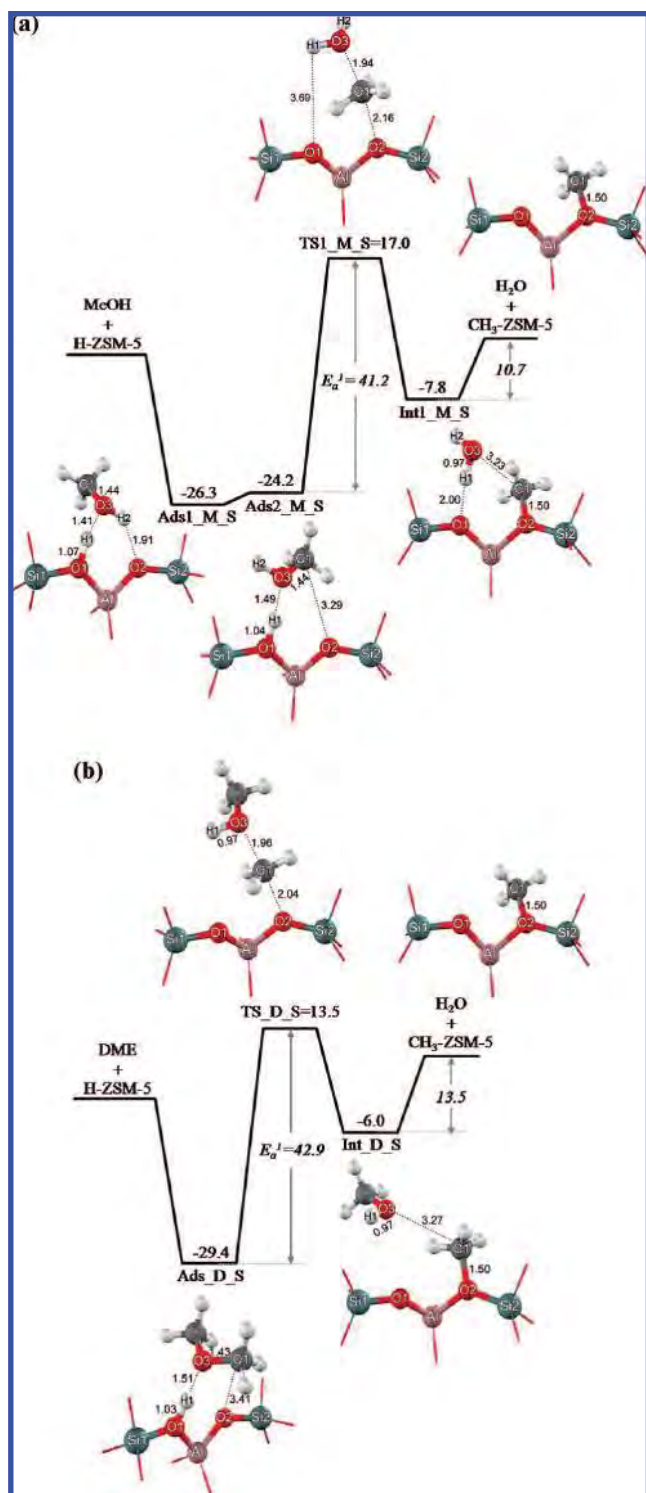 (a)
H2
H1
O3
1.94
C1
3.69
2.16
Si1
O1
O2
Si2
Al
TS1_M_S=17.0
C1
1.50
Si1
O1
O2
Si2
Al
MeOH
+
H-ZSM-5
H₂O
+
CH₃-ZSM-5
Eₐ¹= 41.2
-7.8
10.7
Int1_M_S
-26.3
Ads1_M_S
-24.2
Ads2_M_S
C1
1.44
O3
1.41
H2
H1
1.91
1.07
Si1
O1
O2
Si2
Al
H2
O3
C1
1.44
1.49
H1
3.29
1.04
Si1
O1
O2
Si2
Al
H2
O3
0.97
3.23
H1
C1
2.00
1.50
Si1
O1
O2
Si2
Al
(b)
O3
H1
0.97
1.96
C1
2.04
Si1
O1
O2
Si2
Al
C1
1.50
Si1
O1
O2
Si2
Al
TS_D_S=13.5
DME
+
H-ZSM-5
H₂O
+
CH₃-ZSM-5
Eₐ¹=42.9
-6.0
Int_D_S
13.5
-29.4
Ads_D_S
O3
H1
0.97
3.27
C1
1.50
Si1
O1
O2
Si2
Al
1.43
O3
C1
1.51
H1
1.03
3.41
Si1
O1
O2
Si2
Al